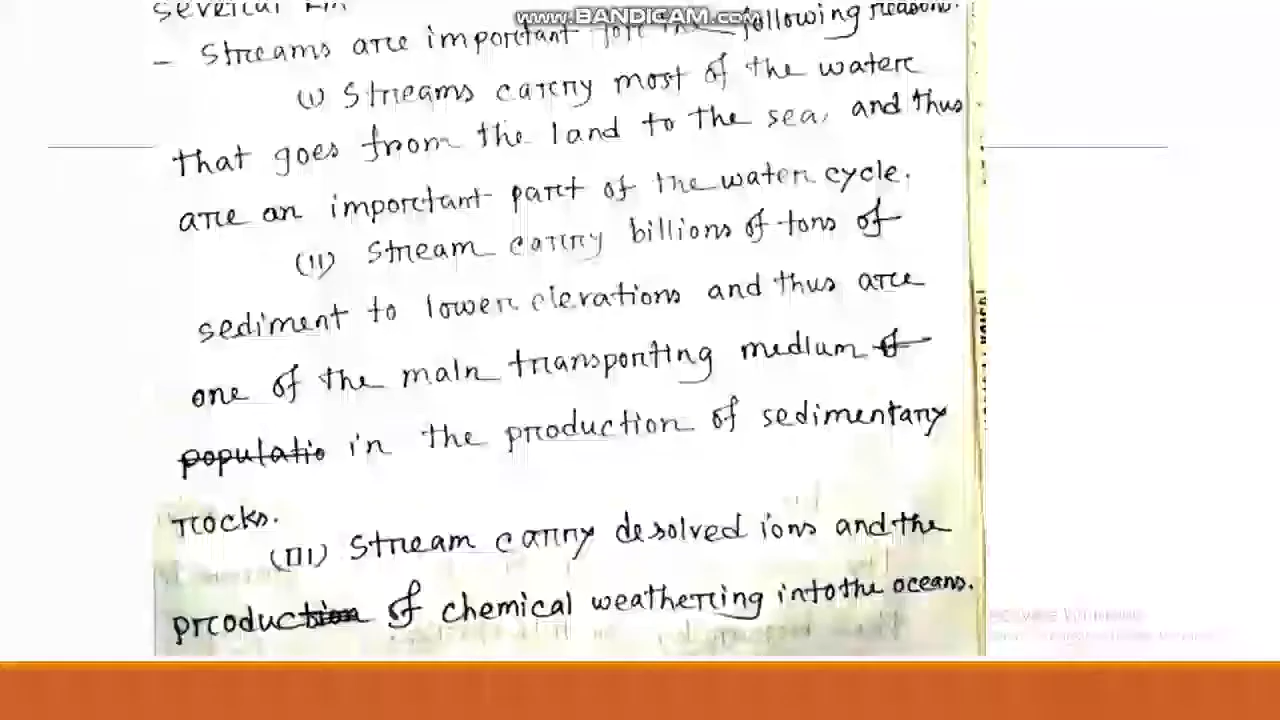 www.BANDICAM.com
- Streams are important for the following reason.
(I) Streams carry most of the water
that goes from the land to the sea, and thus
are an important part of the water cycle.
(II) Stream carry billions of tons of
sediment to lower elevations and thus are
one of the main transporting medium of
populatio in the production of sedimentary
rocks.
(III) Stream carry desolved ions and the
production of chemical weathering into the oceans.